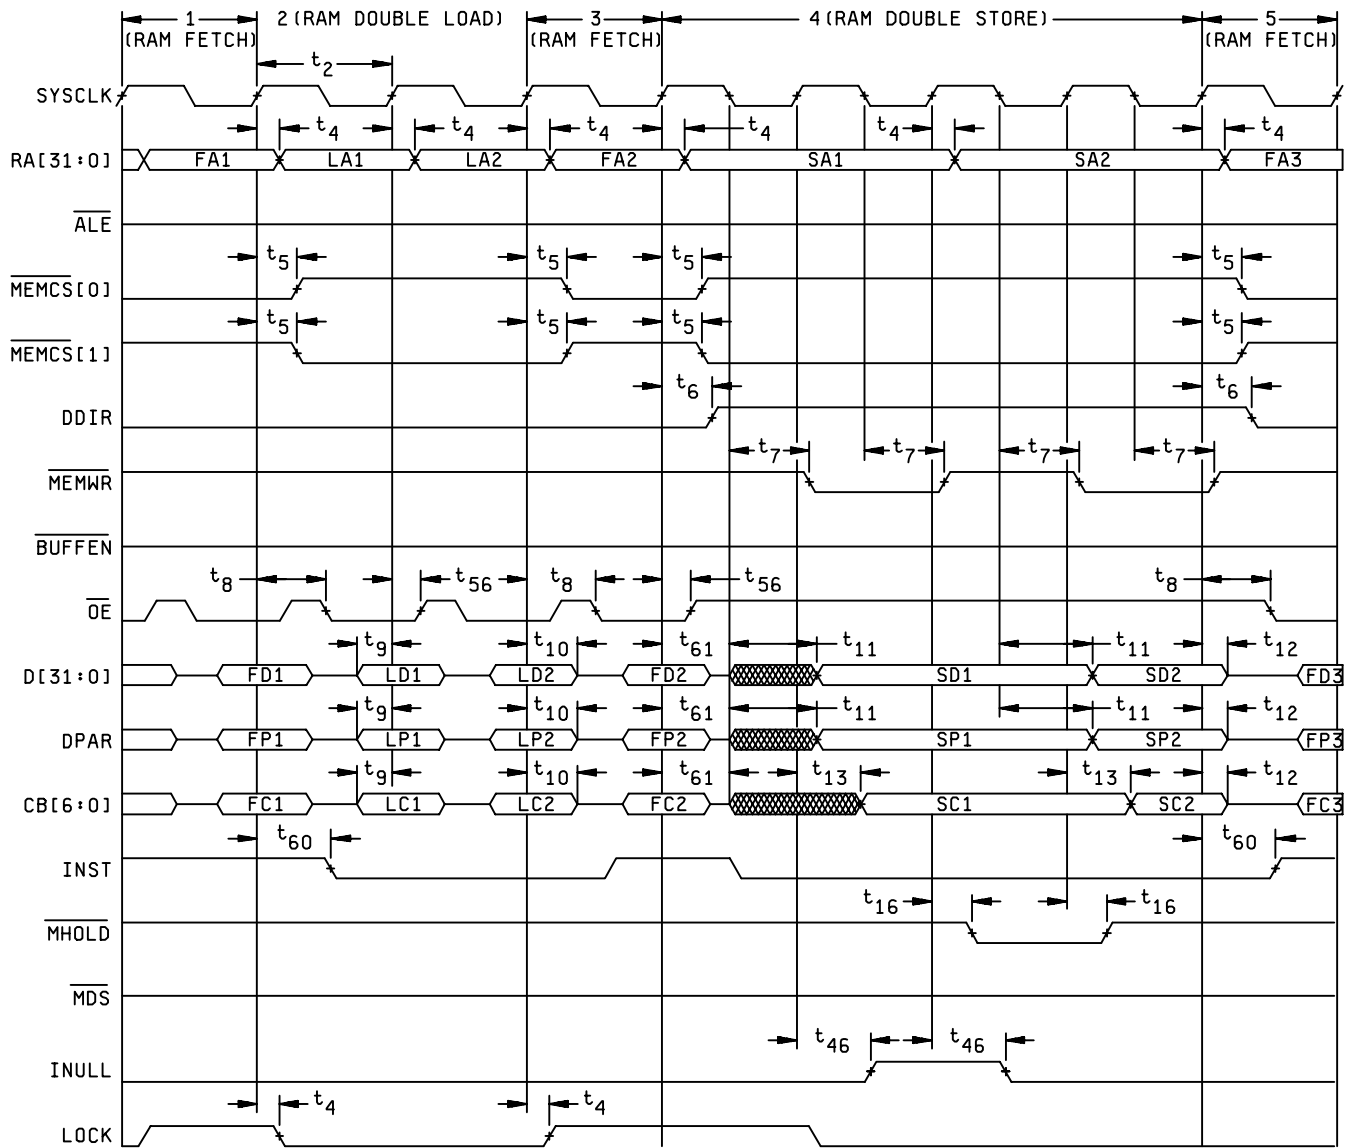 1 2(RAM DOUBLE LOAD) 3 4(RAM DOUBLE STORE) 5
(RAM FETCH) (RAM FETCH) (RAM FETCH)
t2
SYSCLK
t4 t4 t4 t4 t4 t4
RA[31:0] FA1 LA1 LA2 FA2 SA1 SA2 FA3
ALE
t5 t5 t5 t5
MEMCS[0]
t5 t5 t5 t5
MEMCS[1]
t6 t6
DDIR
t7 t7 t7 t7
MEMWR
BUFFEN
t8 t56 t8 t56 t8
OE
t9 t10 t61 t11 t11 t12
D[31:0] FD1 LD1 LD2 FD2 SD1 SD2 FD3
t9 t10 t61 t11 t11 t12
DPAR FP1 LP1 LP2 FP2 SP1 SP2 FP3
t9 t10 t61 t13 t13 t12
CB[6:0] FC1 LC1 LC2 FC2 SC1 SC2 FC3
t60 t60
INST
t16 t16
MHOLD
MDS
t46 t46
INULL
t4 t4
LOCK